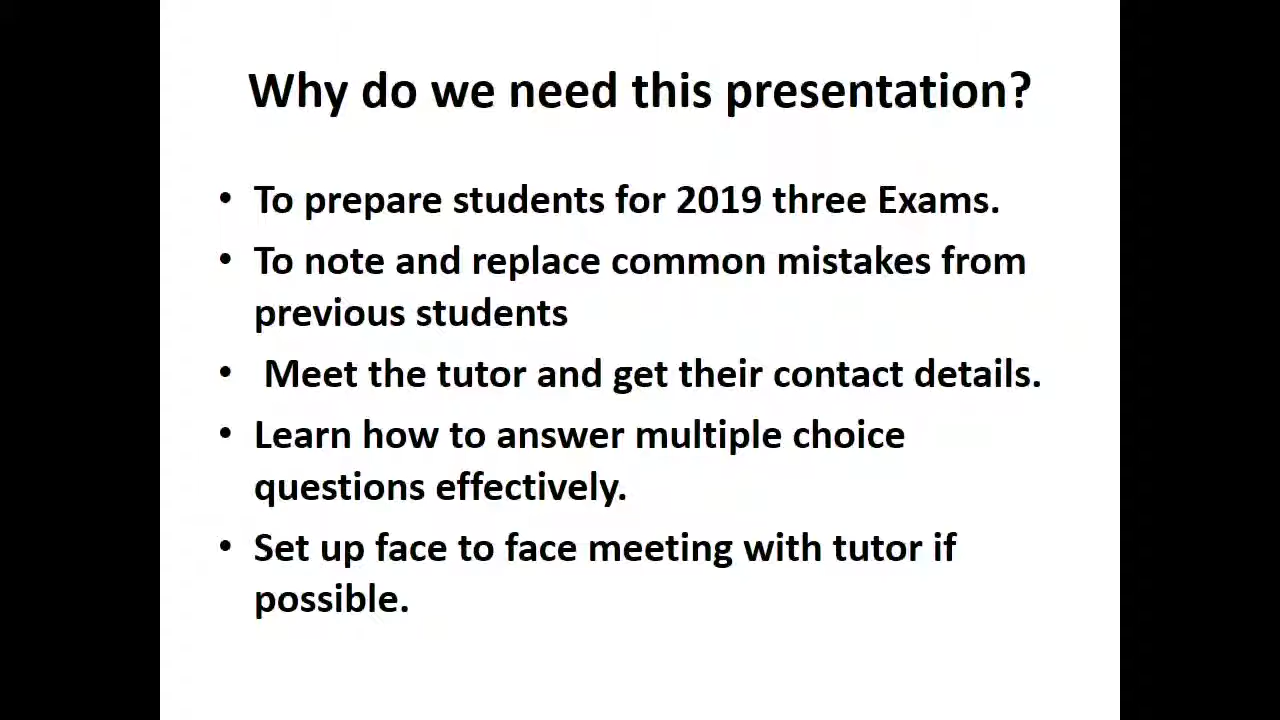 Why do we need this presentation?
• To prepare students for 2019 three Exams.
• To note and replace common mistakes from
previous students
• Meet the tutor and get their contact details.
• Learn how to answer multiple choice
questions effectively.
• Set up face to face meeting with tutor if
possible.